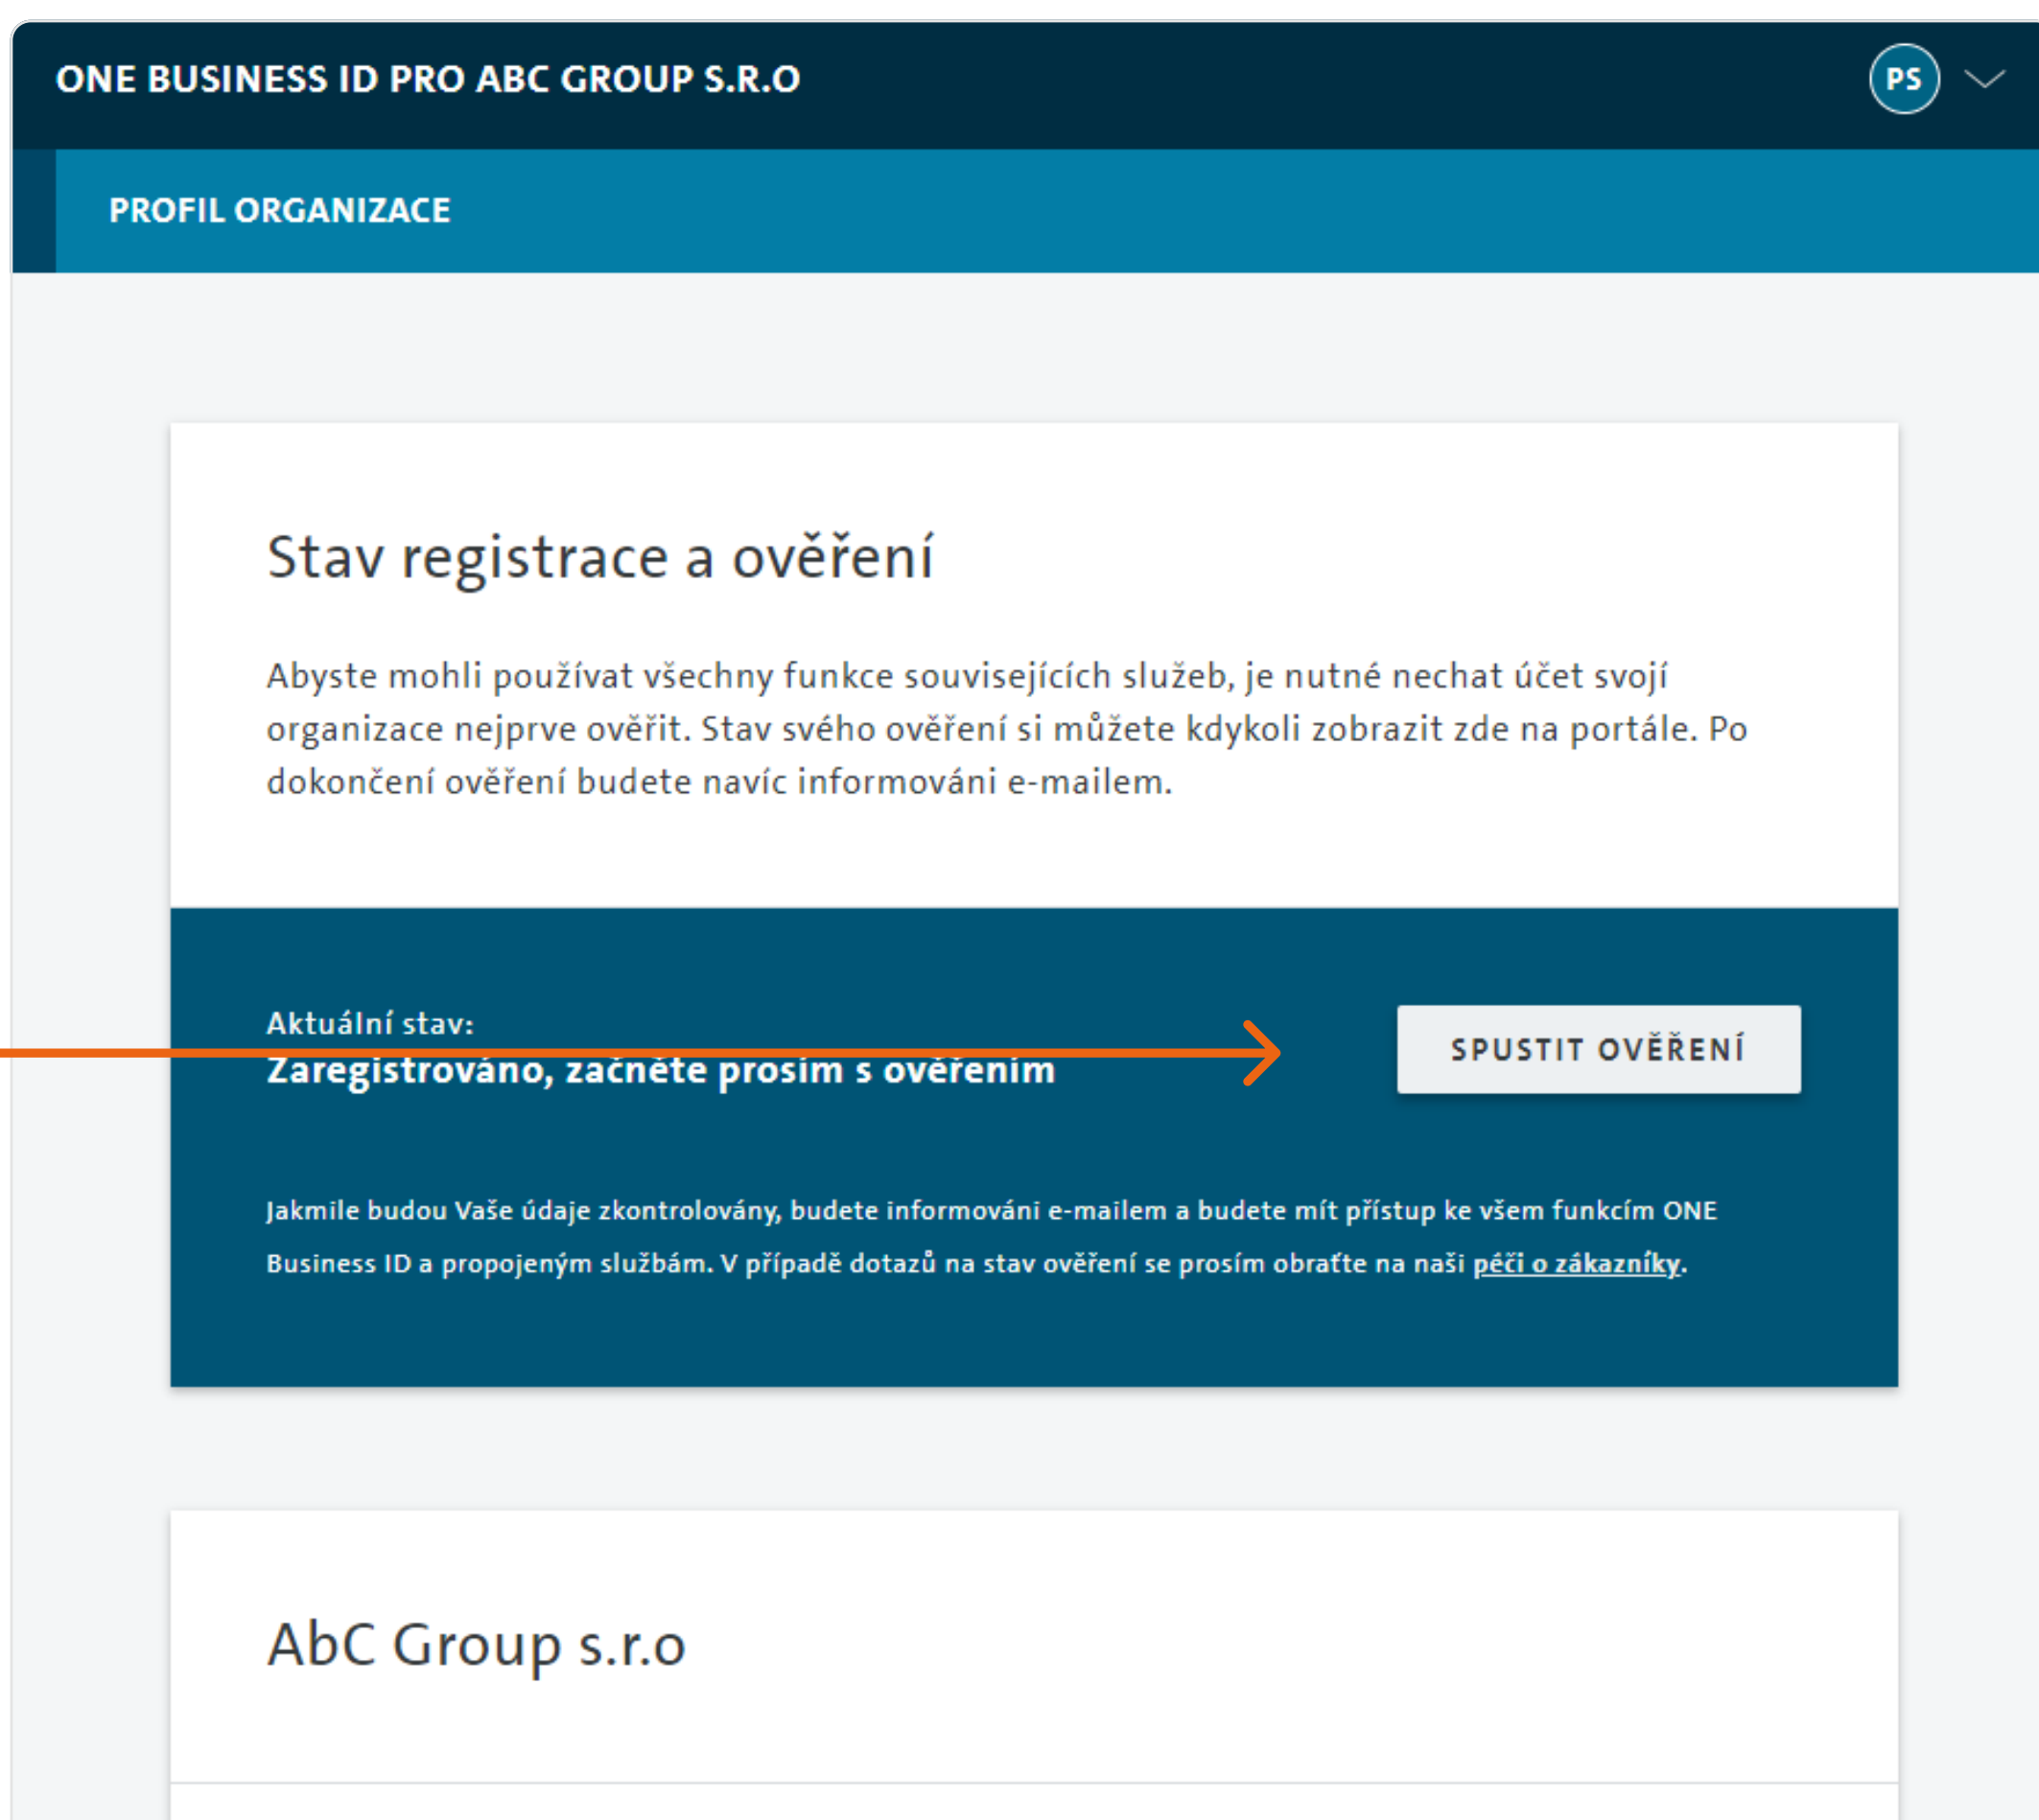 ONE BUSINESS ID PRO ABC GROUP S.R.O
PS
PROFIL ORGANIZACE
Stav registrace a ověření
Abyste mohli používat všechny funkce souvisejících služeb, je nutné nechat účet svojí
organizace nejprve ověřit. Stav svého ověření si můžete kdykoli zobrazit zde na portále. Po
dokončení ověření budete navíc informováni e-mailem.
Aktuální stav:
Zaregistrováno, začněte prosím s ověřením
SPUSTIT OVĚŘENÍ
Jakmile budou Vaše údaje zkontrolovány, budete informováni e-mailem a budete mít přístup ke všem funkcím ONE
Business ID a propojeným službám. V případě dotazů na stav ověření se prosím obraťte na naši péči o zákazníky.
AbC Group s.r.o